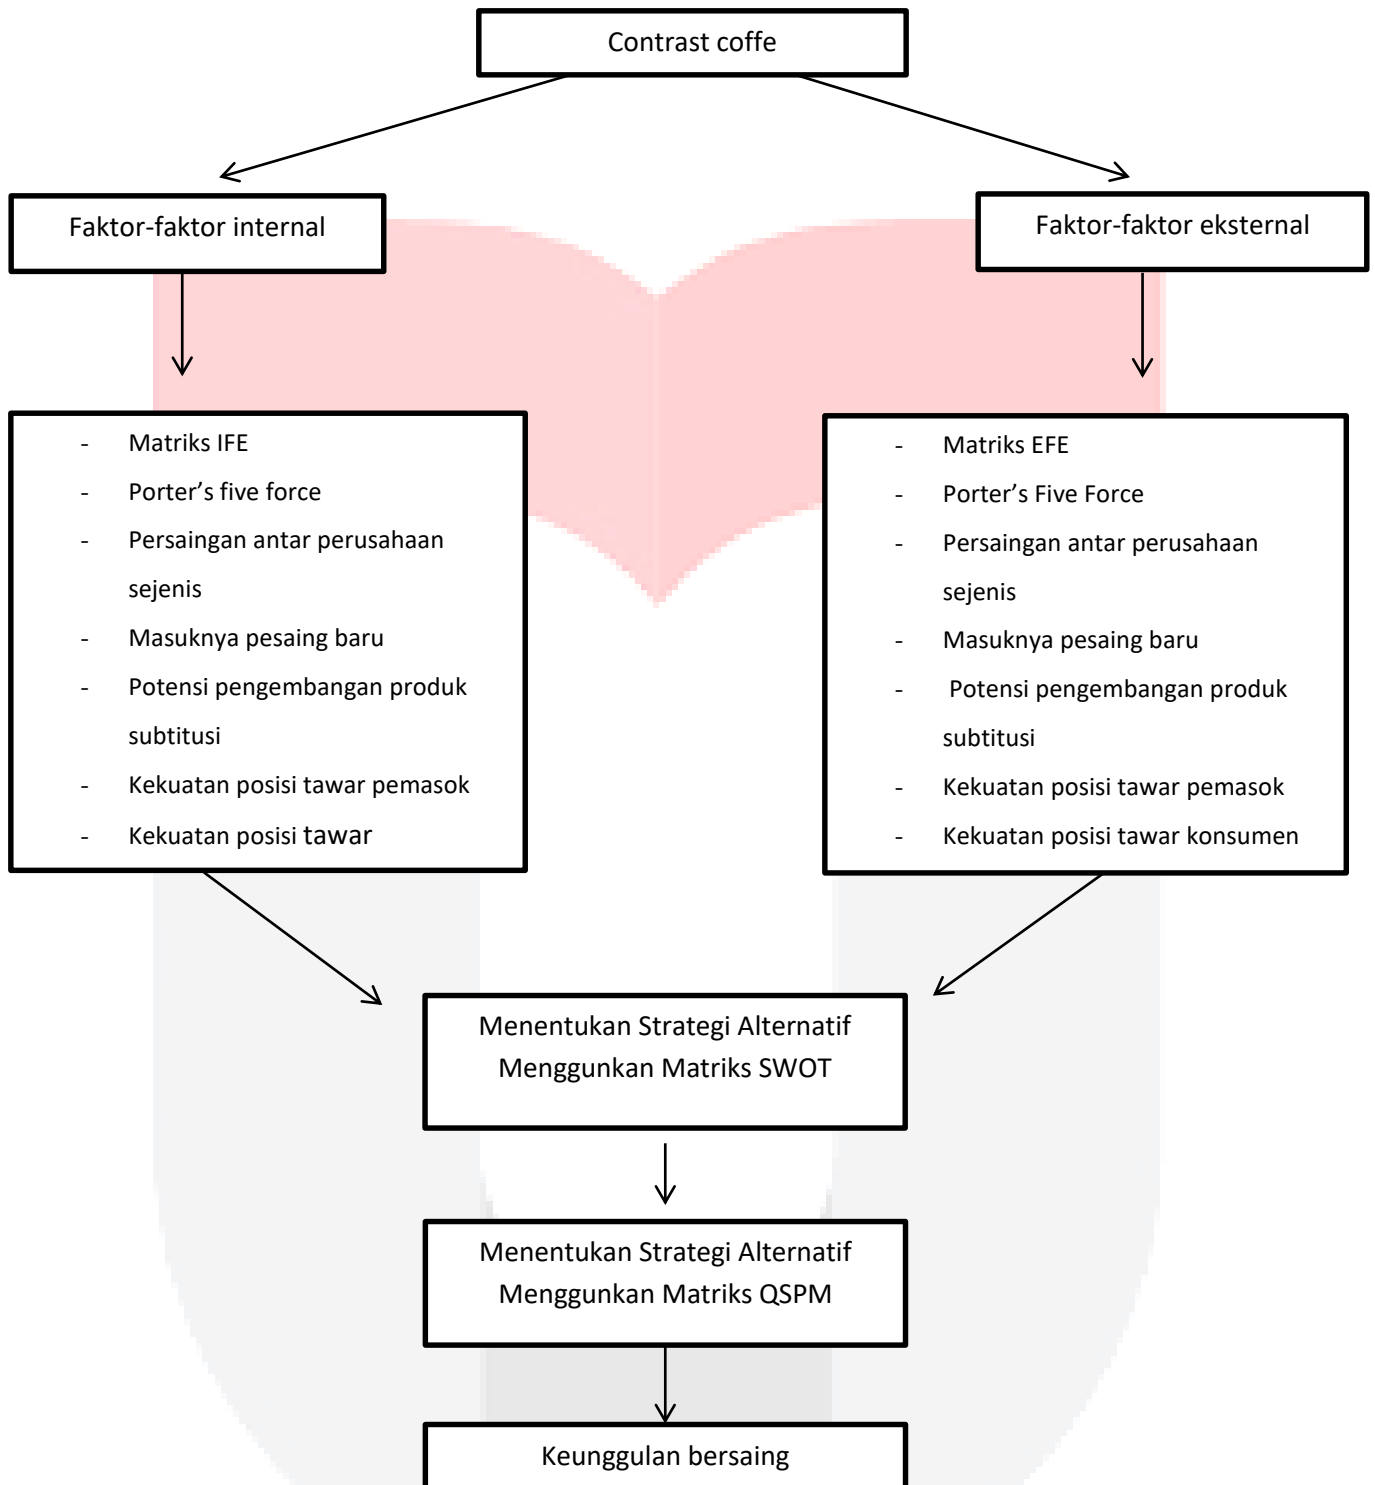 Contrast coffe
Faktor-faktor internal
Faktor-faktor eksternal
- Matriks IFE
- Porter’s five force
- Persaingan antar perusahaan
sejenis
- Masuknya pesaing baru
- Potensi pengembangan produk
subtitusi
- Kekuatan posisi tawar pemasok
- Kekuatan posisi tawar
- Matriks EFE
- Porter’s Five Force
- Persaingan antar perusahaan
sejenis
- Masuknya pesaing baru
- Potensi pengembangan produk
subtitusi
- Kekuatan posisi tawar pemasok
- Kekuatan posisi tawar konsumen
Menentukan Strategi Alternatif
Menggunkan Matriks SWOT
Menentukan Strategi Alternatif
Menggunkan Matriks QSPM
Keunggulan bersaing